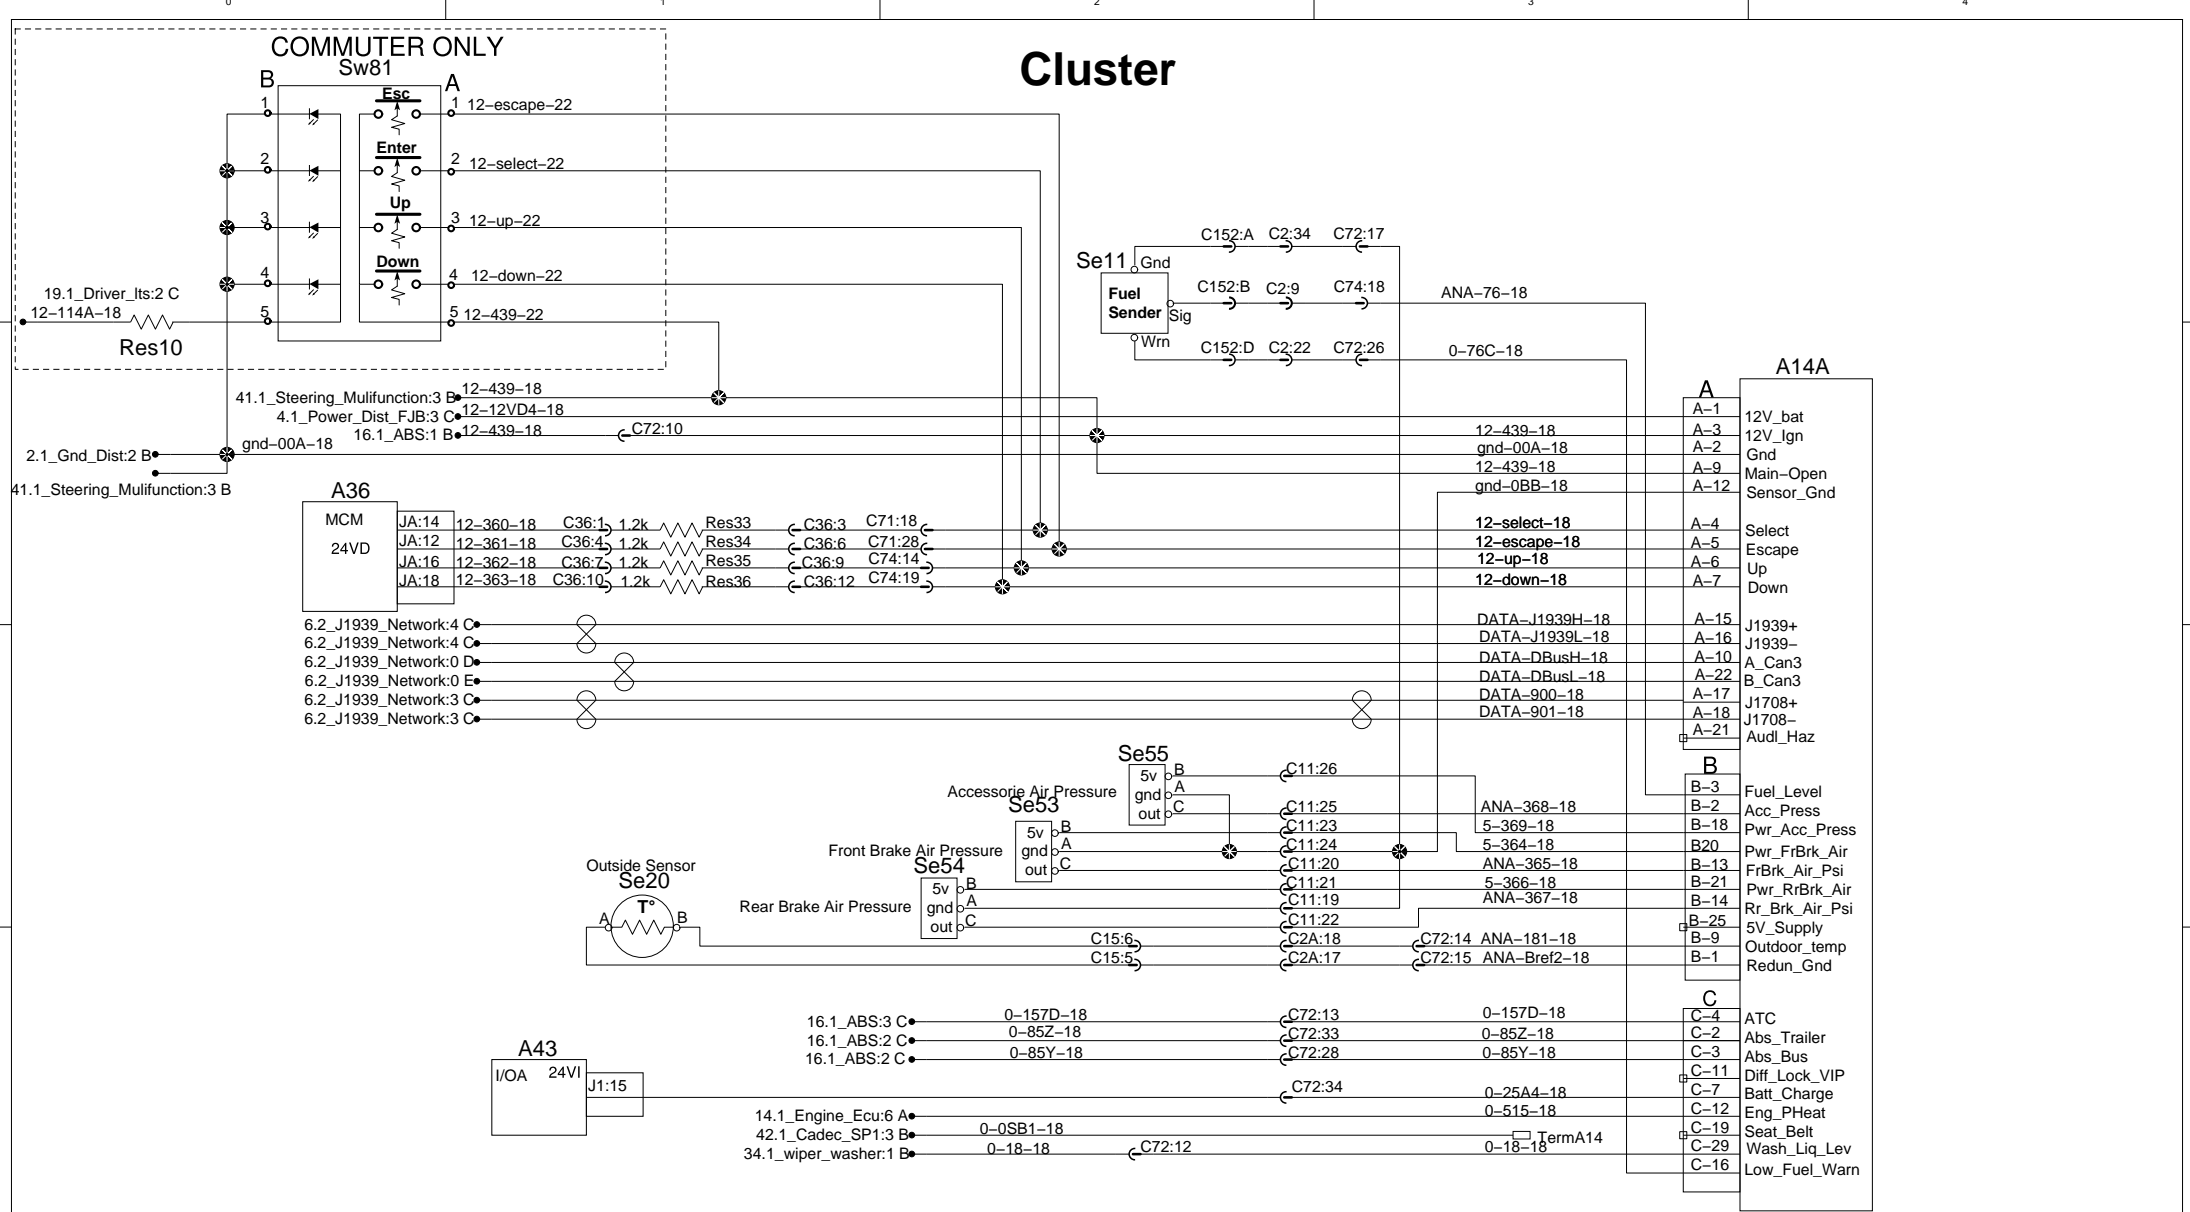 0 1 2 3 4
Cluster
COMMUTER ONLY
Sw81
B A
Esc
1 1 12−escape−22
Enter
2 2 12−select−22
Up
3 3 12−up−22
Down
4 4 12−down−22
5 5 12−439−22
19.1_Driver_lts:2 C
12−114A−18
Res10
Se11
Fuel
Sender
Gnd
Sig
Wrn
C152:A C2:34 C72:17
C152:B C2:9 C74:18 ANA−76−18
C152:D C2:22 C72:26 0−76C−18
41.1_Steering_Mulifunction:3 B 12−439−18
4.1_Power_Dist_FJB:3 C 12−12VD4−18
16.1_ABS:1 B 12−439−18 C72:10
2.1_Gnd_Dist:2 B gnd−00A−18
41.1_Steering_Mulifunction:3 B
A14A
A
A−1 12V_bat
12−439−18 A−3 12V_Ign
gnd−00A−18 A−2 Gnd
12−439−18 A−9 Main−Open
gnd−0BB−18 A−12 Sensor_Gnd
A36
MCM
24VD
JA:14 12−360−18 C36:1 1.2k Res33 C36:3 C71:18 12−select−18 A−4 Select
JA:12 12−361−18 C36:4 1.2k Res34 C36:6 C71:28 12−escape−18 A−5 Escape
JA:16 12−362−18 C36:7 1.2k Res35 C36:9 C74:14 12−up−18 A−6 Up
JA:18 12−363−18 C36:10 1.2k Res36 C36:12 C74:19 12−down−18 A−7 Down
6.2_J1939_Network:4 C DATA−J1939H−18 A−15 J1939+
6.2_J1939_Network:4 C DATA−J1939L−18 A−16 J1939−
6.2_J1939_Network:0 D DATA−DBusH−18 A−10 A_Can3
6.2_J1939_Network:0 E DATA−DBusL−18 A−22 B_Can3
6.2_J1939_Network:3 C DATA−900−18 A−17 J1708+
6.2_J1939_Network:3 C DATA−901−18 A−18 J1708−
A−21 Audl_Haz
Se55
Accessorie Air Pressure
5v B C11:26
gnd A
out C C11:25
Se53
Front Brake Air Pressure
5v B C11:23
gnd A C11:24
out C C11:20
Se54
Rear Brake Air Pressure
5v B C11:21
gnd A C11:19
out C C11:22
Outside Sensor
Se20
T°
A B
C15:6 C2A:18 C72:14
C15:5 C2A:17 C72:15
B
B−3 Fuel_Level
ANA−368−18 B−2 Acc_Press
5−369−18 B−18 Pwr_Acc_Press
5−364−18 B20 Pwr_FrBrk_Air
ANA−365−18 B−13 FrBrk_Air_Psi
5−366−18 B−21 Pwr_RrBrk_Air
ANA−367−18 B−14 Rr_Brk_Air_Psi
B−25 5V_Supply
ANA−181−18 B−9 Outdoor_temp
ANA−Bref2−18 B−1 Redun_Gnd
C
16.1_ABS:3 C 0−157D−18 C72:13 0−157D−18 C−4 ATC
16.1_ABS:2 C 0−85Z−18 C72:33 0−85Z−18 C−2 Abs_Trailer
16.1_ABS:2 C 0−85Y−18 C72:28 0−85Y−18 C−3 Abs_Bus
C−11 Diff_Lock_VIP
A43
I/OA 24VI
J1:15 C72:34 0−25A4−18 C−7 Batt_Charge
14.1_Engine_Ecu:6 A 0−515−18 C−12 Eng_PHeat
42.1_Cadec_SP1:3 B 0−0SB1−18 TermA14 C−19 Seat_Belt
34.1_wiper_washer:1 B 0−18−18 C72:12 0−18−18 C−29 Wash_Liq_Lev
C−16 Low_Fuel_Warn